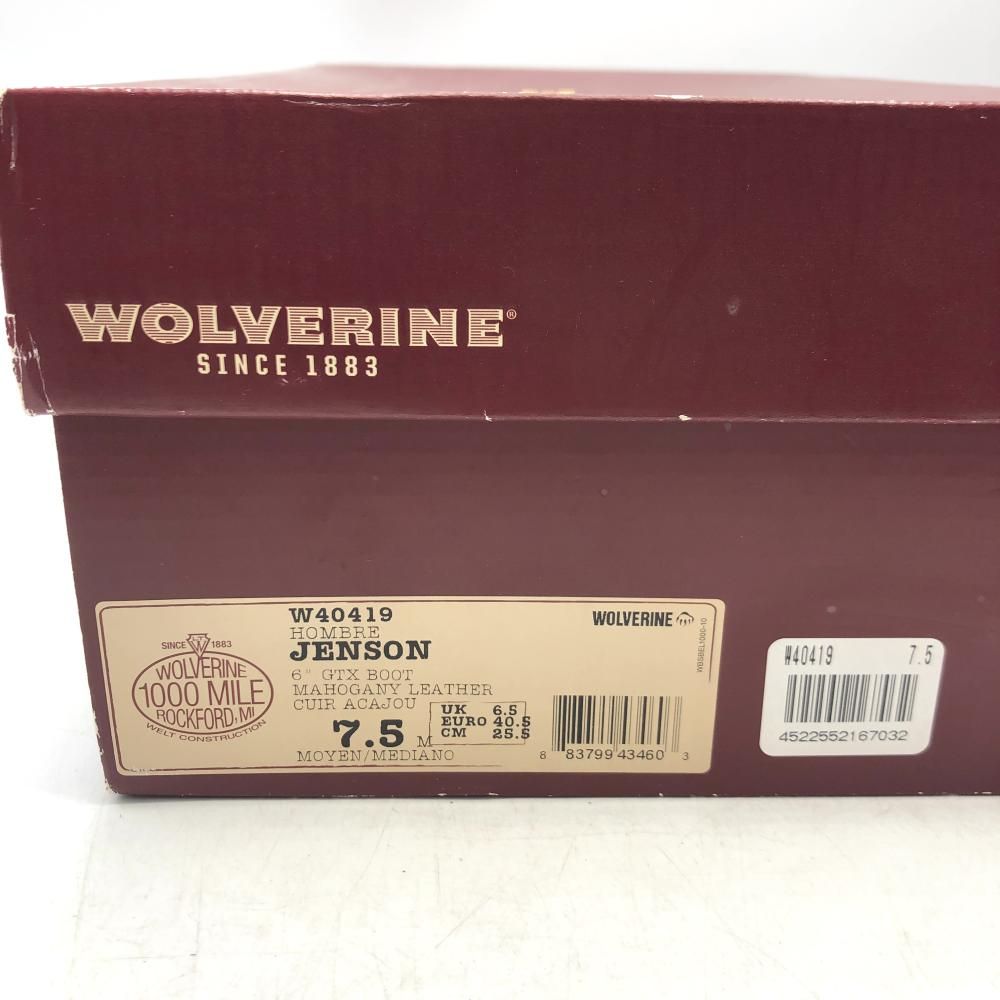 WOLVERINE®
SINCE 1883
W40419
HOMBRE
JENSON
6" GTX BOOT
MAHOGANY LEATHER
CUIR ACAJOU
7.5 M
MOYEN/MEDIANO
UK 6.5
EURO 40.5
CM 25.5
SINCE W 1883
WOLVERINE
1000 MILE
ROCKFORD, MI
WELT CONSTRUCTION
WOLVERINE
WBSBEL1000-10
8 83799 43460 3
W40419 7.5
4522552167032